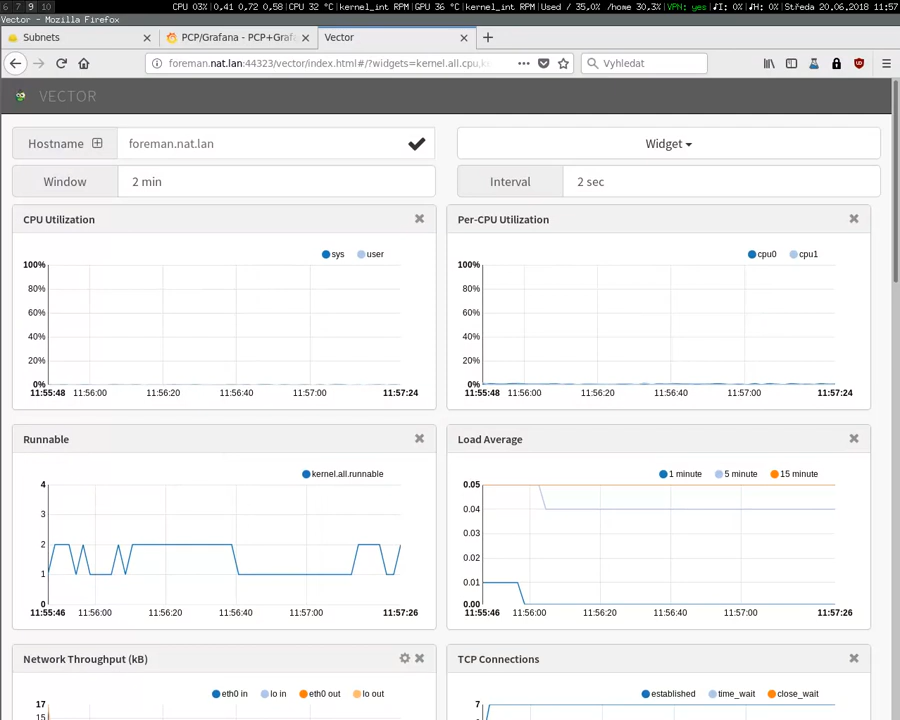 6 7 9 10 CPU 03% 0,41 0,72 0,58 CPU 32 °C kernel_int RPM GPU 36 °C kernel_int RPM Used / 35,0% /home 30,3% VPN: yes ♪I: ♪H: 0% Středa 20.06.2018 11:57
Vector - Mozilla Firefox
Subnets
PCP/Grafana - PCP+Graf
Vector
foreman.nat.lan:44323/vector/index.html#/?widgets=kernel.all.cpu,ke
Vyhledat
VECTOR
Hostname
foreman.nat.lan
Widget
Window
2 min
Interval
2 sec
CPU Utilization
sys user
100%
80%
60%
40%
20%
0%
11:55:48 11:56:00 11:56:20 11:56:40 11:57:00 11:57:24
Per-CPU Utilization
cpu0 cpu1
100%
80%
60%
40%
20%
0%
11:55:48 11:56:00 11:56:20 11:56:40 11:57:00 11:57:24
Runnable
kernel.all.runnable
4
3
2
1
0
11:55:46 11:56:00 11:56:20 11:56:40 11:57:00 11:57:26
Load Average
1 minute 5 minute 15 minute
0.05
0.04
0.03
0.02
0.01
0.00
11:55:46 11:56:00 11:56:20 11:56:40 11:57:00 11:57:26
Network Throughput (kB)
eth0 in lo in eth0 out lo out
17
15
TCP Connections
established time_wait close_wait
7
6